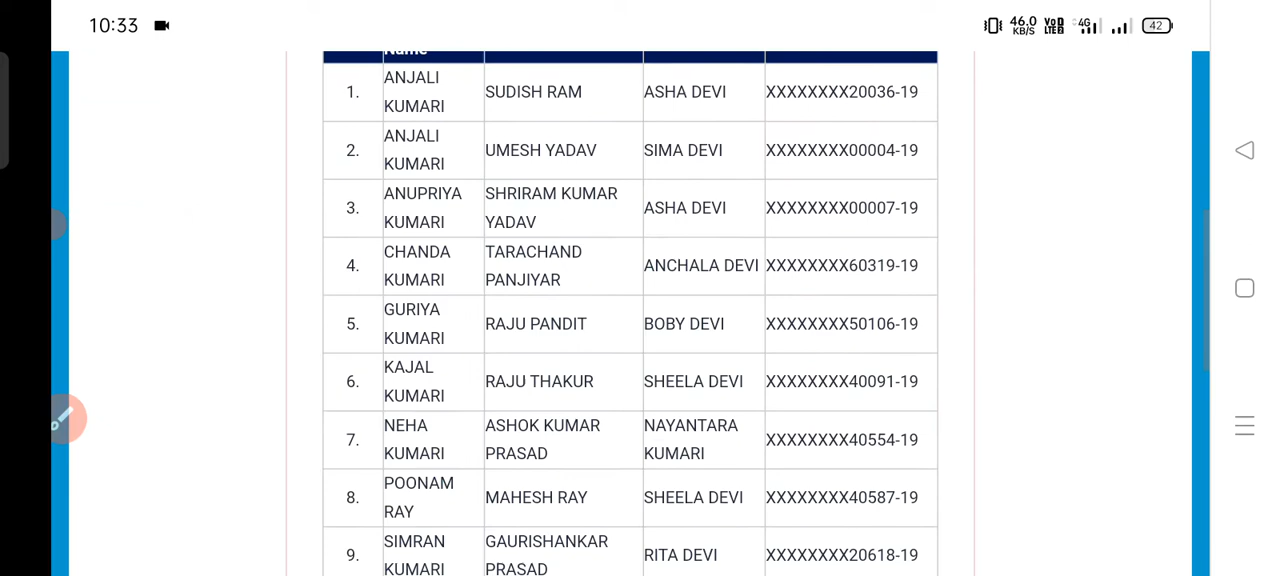 10:33 46.0 KB/S VoD LTE2 4G 42
Name
1. ANJALI KUMARI SUDISH RAM ASHA DEVI XXXXXXXX20036-19
2. ANJALI KUMARI UMESH YADAV SIMA DEVI XXXXXXXX00004-19
3. ANUPRIYA KUMARI SHRIRAM KUMAR YADAV ASHA DEVI XXXXXXXX00007-19
4. CHANDA KUMARI TARACHAND PANJIYAR ANCHALA DEVI XXXXXXXX60319-19
5. GURIYA KUMARI RAJU PANDIT BOBY DEVI XXXXXXXX50106-19
6. KAJAL KUMARI RAJU THAKUR SHEELA DEVI XXXXXXXX40091-19
7. NEHA KUMARI ASHOK KUMAR PRASAD NAYANTARA KUMARI XXXXXXXX40554-19
8. POONAM RAY MAHESH RAY SHEELA DEVI XXXXXXXX40587-19
9. SIMRAN KUMARI GAURISHANKAR PRASAD RITA DEVI XXXXXXXX20618-19